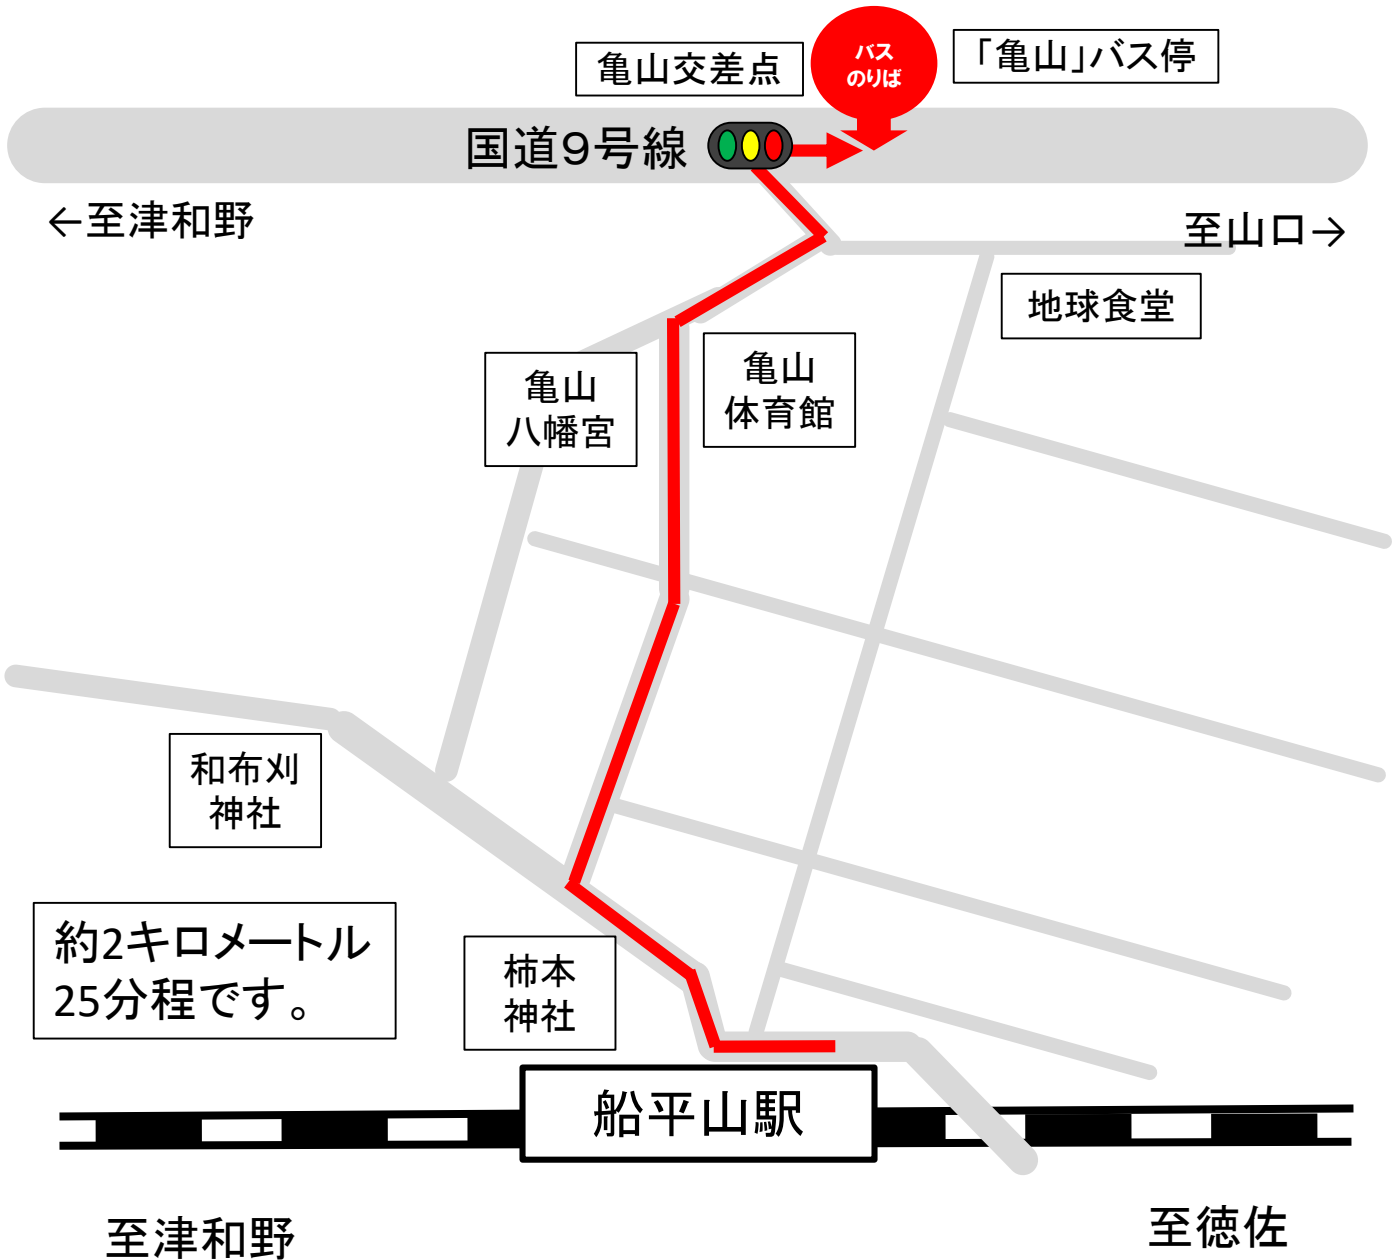 亀山交差点
バス
のりば
「亀山」バス停
国道9号線
←至津和野
至山口→
地球食堂
亀山
八幡宮
亀山
体育館
和布刈
神社
約2キロメートル
25分程です。
柿本
神社
船平山駅
至津和野
至徳佐